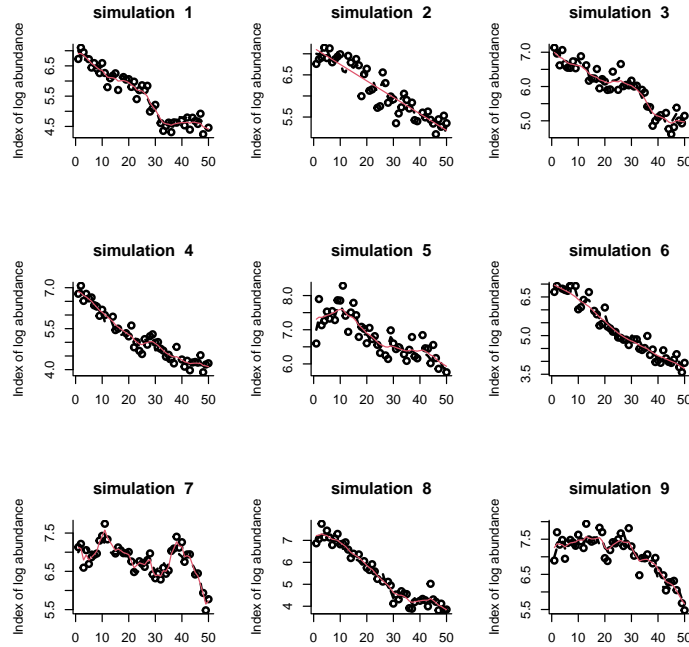 simulation 1
simulation 2
simulation 3
Index of log abundance
6.5
5.5
4.5
0 10 20 30 40 50
Index of log abundance
6.5
5.5
0 10 20 30 40 50
Index of log abundance
7.0
6.0
5.0
0 10 20 30 40 50
simulation 4
simulation 5
simulation 6
Index of log abundance
7.0
5.5
4.0
0 10 20 30 40 50
Index of log abundance
8.0
7.0
6.0
0 10 20 30 40 50
Index of log abundance
6.5
5.0
3.5
0 10 20 30 40 50
simulation 7
simulation 8
simulation 9
Index of log abundance
7.5
6.5
5.5
0 10 20 30 40 50
Index of log abundance
7
6
5
4
0 10 20 30 40 50
Index of log abundance
7.5
6.5
5.5
0 10 20 30 40 50